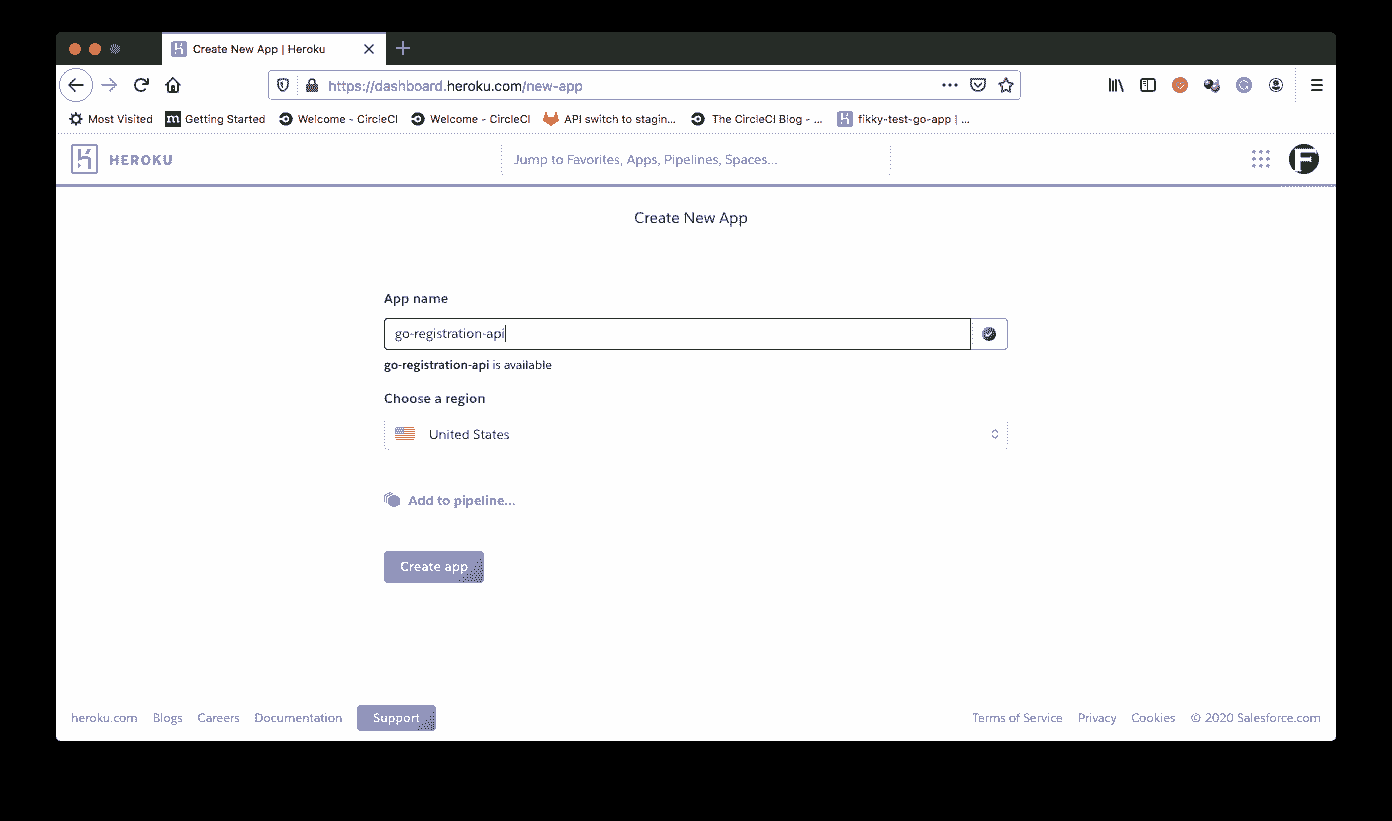 Create New App | Heroku
https://dashboard.heroku.com/new-app
Most Visited Getting Started Welcome - CircleCI Welcome - CircleCI API switch to stagin... The CircleCI Blog - ... fikky-test-go-app | ...
HEROKU Jump to Favorites, Apps, Pipelines, Spaces...
Create New App
App name
go-registration-api
go-registration-api is available
Choose a region
United States
Add to pipeline...
Create app
heroku.com Blogs Careers Documentation Support Terms of Service Privacy Cookies © 2020 Salesforce.com